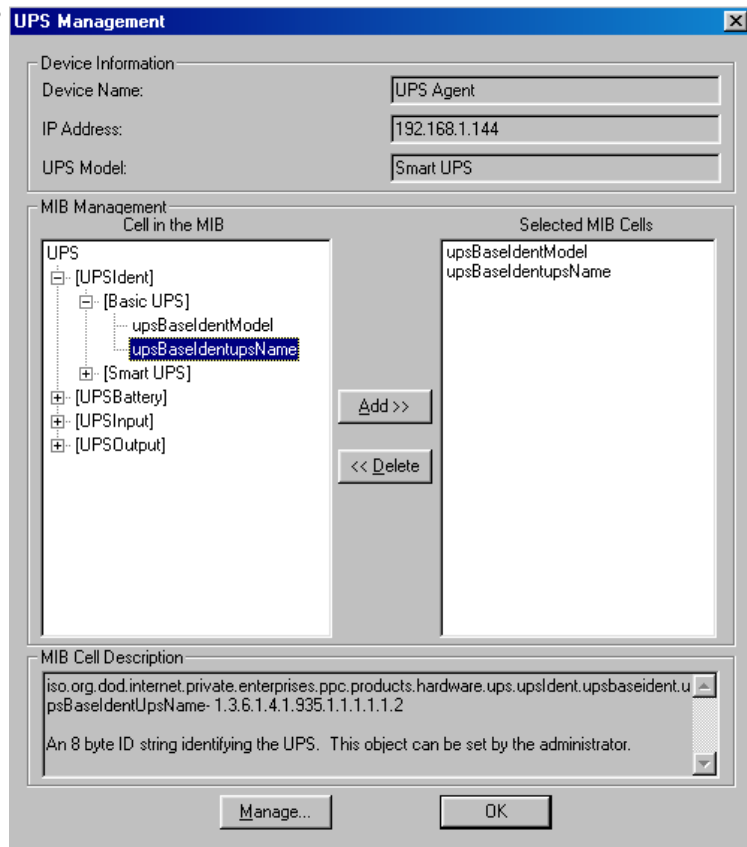 UPS Management
Device Information
Device Name:
UPS Agent
IP Address:
192.168.1.144
UPS Model:
Smart UPS
MIB Management
Cell in the MIB
UPS
[UPSIdent]
[Basic UPS]
upsBaseIdentModel
upsBaseIdentupsName
[Smart UPS]
[UPSBattery]
[UPSInput]
[UPSOutput]
Add >>
<< Delete
Selected MIB Cells
upsBaseIdentModel
upsBaseIdentupsName
MIB Cell Description
iso.org.dod.internet.private.enterprises.ppc.products.hardware.ups.upsIdent.upsbaseident.u
psBaseIdentUpsName- 1.3.6.1.4.1.935.1.1.1.1.1.2
An 8 byte ID string identifying the UPS.  This object can be set by the administrator.
Manage...
OK